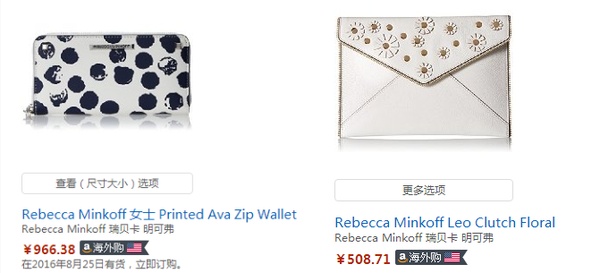 REBECCA MINKOFF
查看（尺寸大小）选项
Rebecca Minkoff 女士 Printed Ava Zip Wallet
Rebecca Minkoff 瑞贝卡 明可弗
￥966.38 a 海外购
在2016年8月25日有货，立即订购。
更多选项
Rebecca Minkoff Leo Clutch Floral
Rebecca Minkoff 瑞贝卡 明可弗
￥508.71 a 海外购